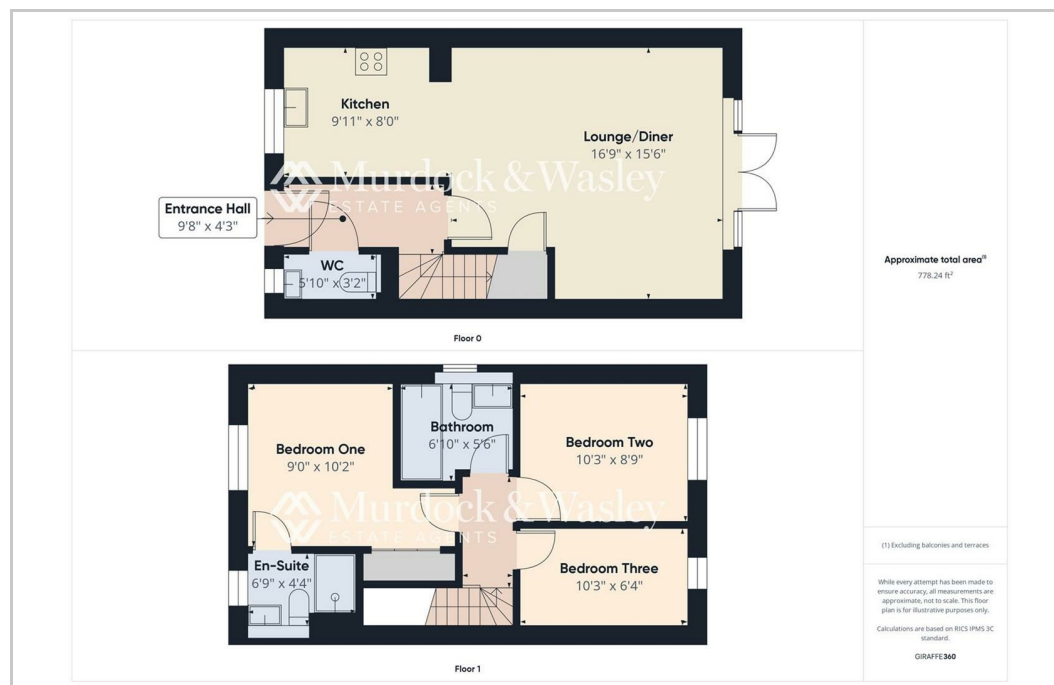 Kitchen
9'11" x 8'0"
Lounge/Diner
16'9" x 15'6"
Murdock & Wasley
ESTATE AGENTS
Entrance Hall
9'8" x 4'3"
WC
5'10" x 3'2"
Floor 0
Approximate total area(1)
778.24 ft²
Bedroom One
9'0" x 10'2"
Bathroom
6'10" x 5'6"
Bedroom Two
10'3" x 8'9"
Murdock & Wasley
ESTATE AGENTS
En-Suite
6'9" x 4'4"
Bedroom Three
10'3" x 6'4"
Floor 1
(1) Excluding balconies and terraces
While every attempt has been made to
ensure accuracy, all measurements are
approximate, not to scale. This floor
plan is for illustrative purposes only.
Calculations are based on RICS IPMS 3C
standard.
GIRAFFE360